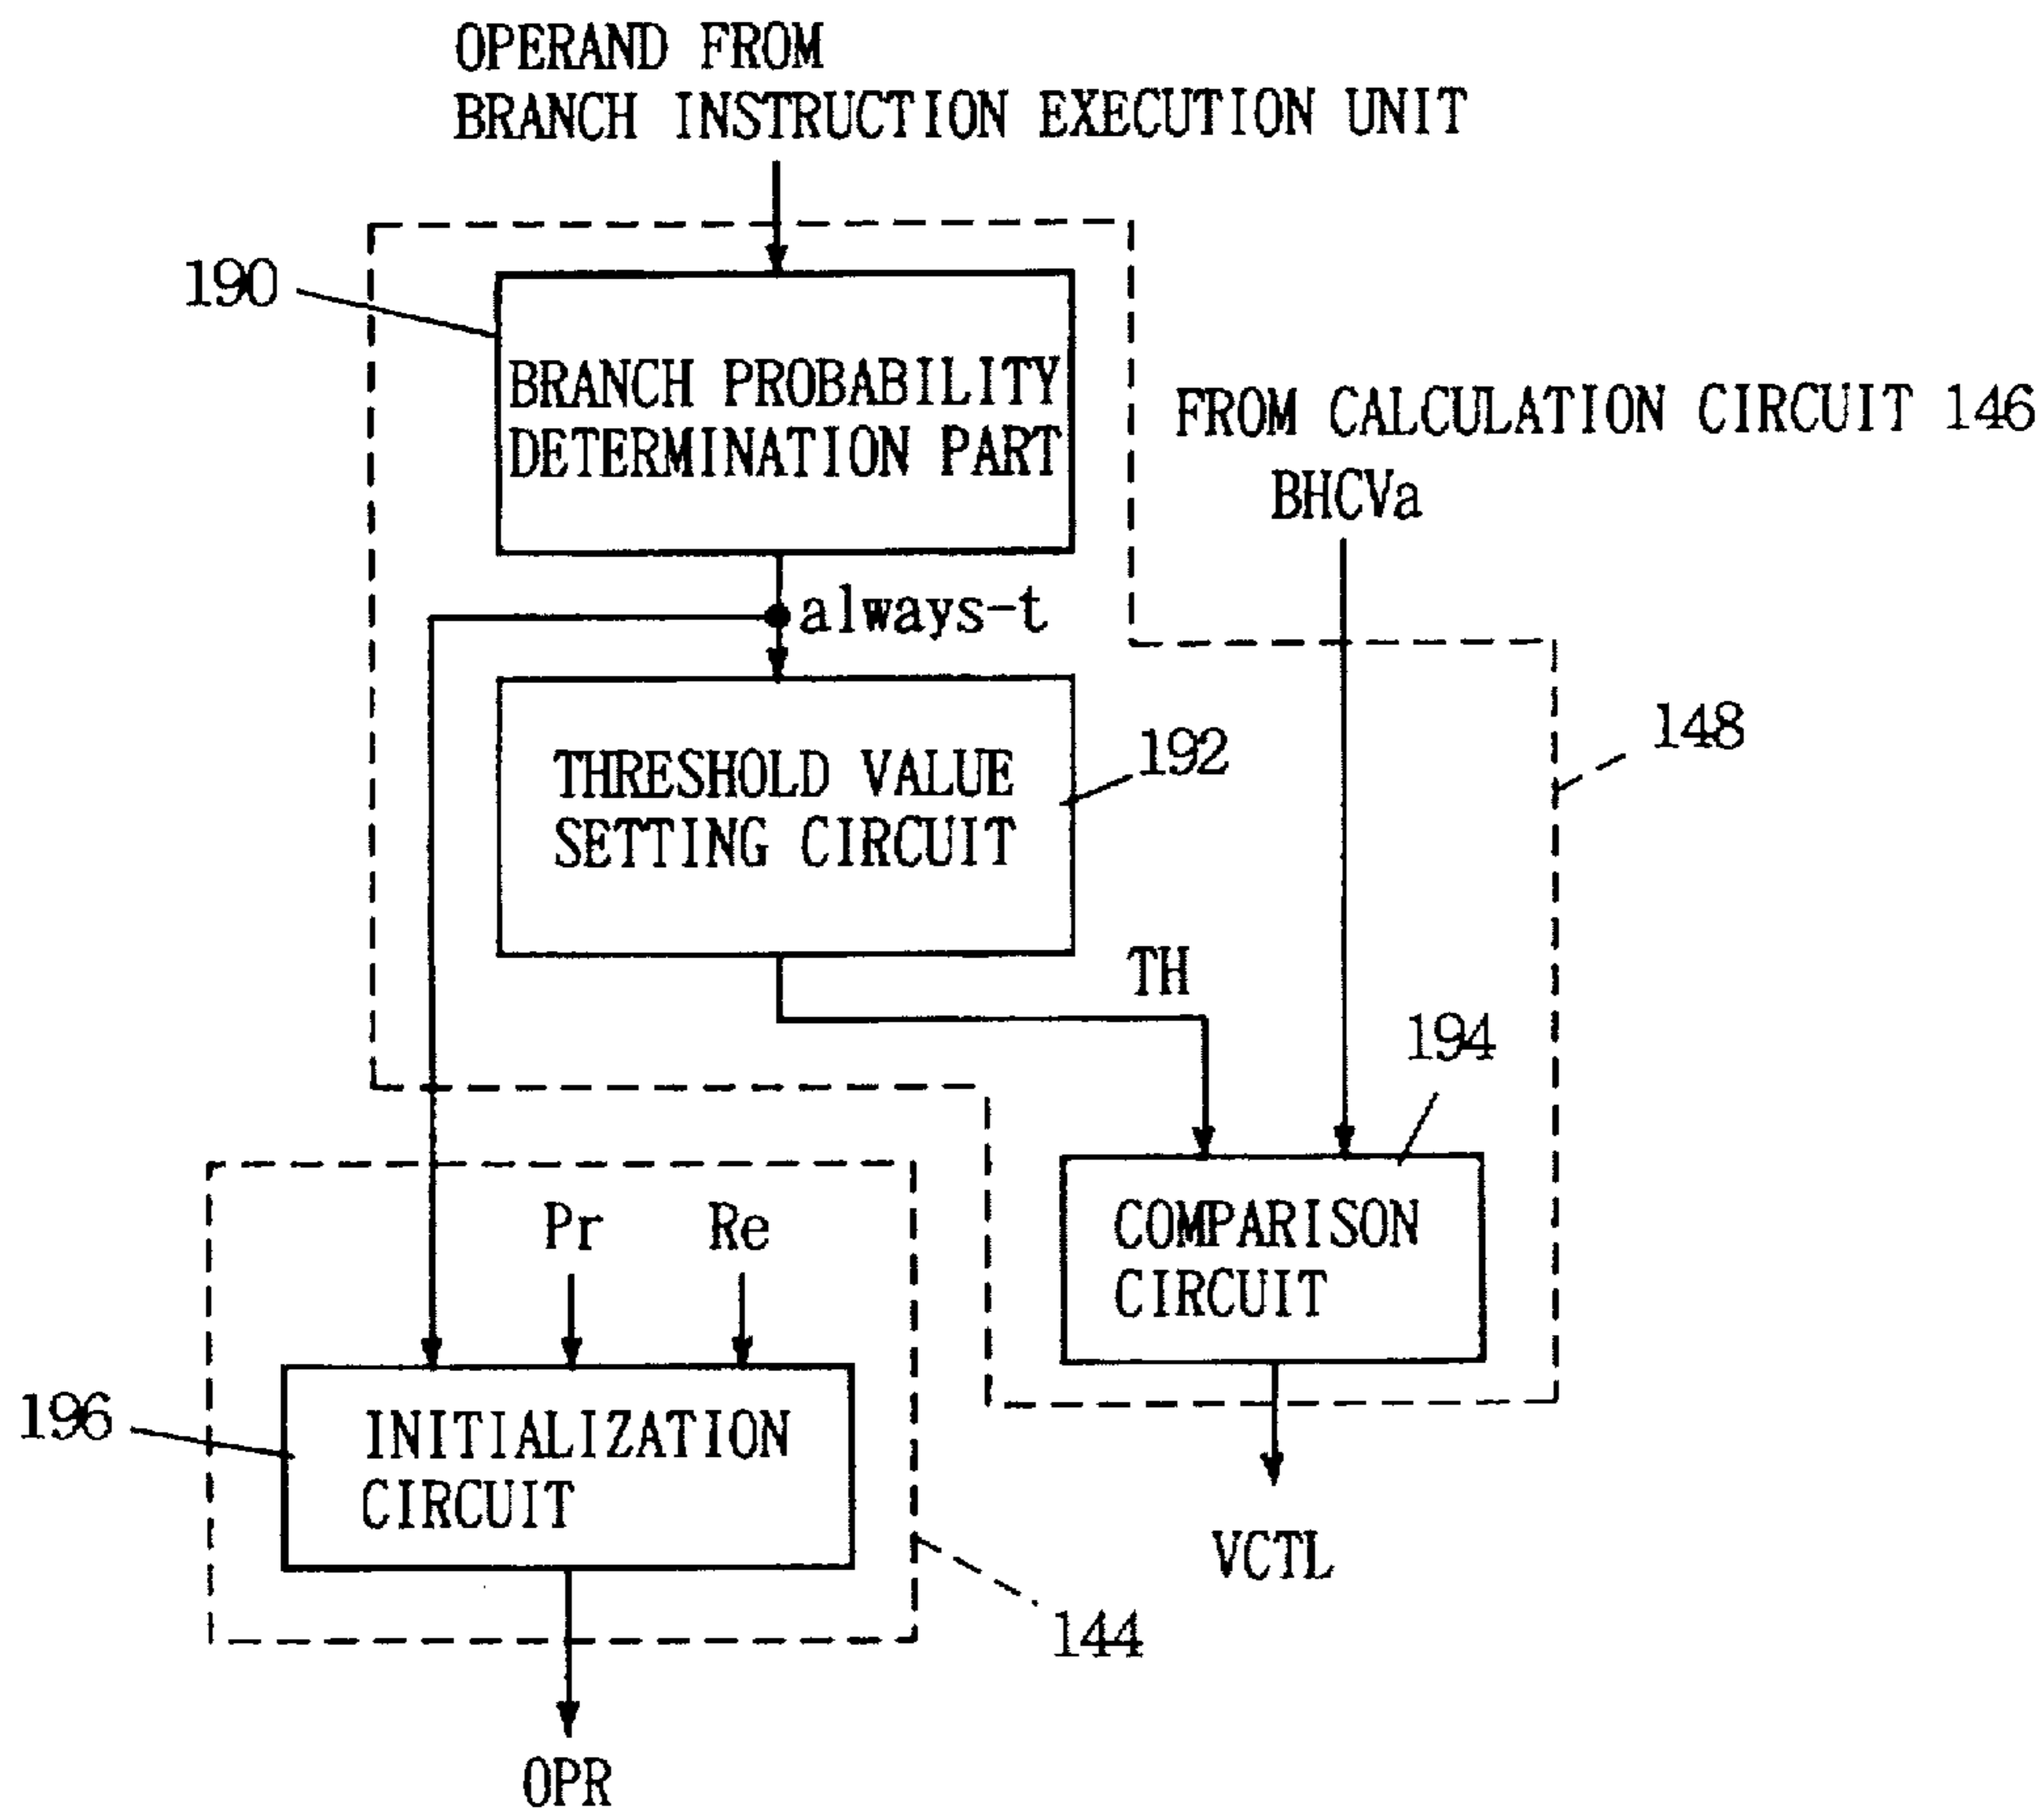 OPERAND FROM
BRANCH INSTRUCTION EXECUTION UNIT
190
BRANCH PROBABILITY
DETERMINATION PART
FROM CALCULATION CIRCUIT 146
BHCVa
always-t
THRESHOLD VALUE
SETTING CIRCUIT
192
148
TH
194
Pr
Re
COMPARISON
CIRCUIT
196
INITIALIZATION
CIRCUIT
VCTL
144
OPR